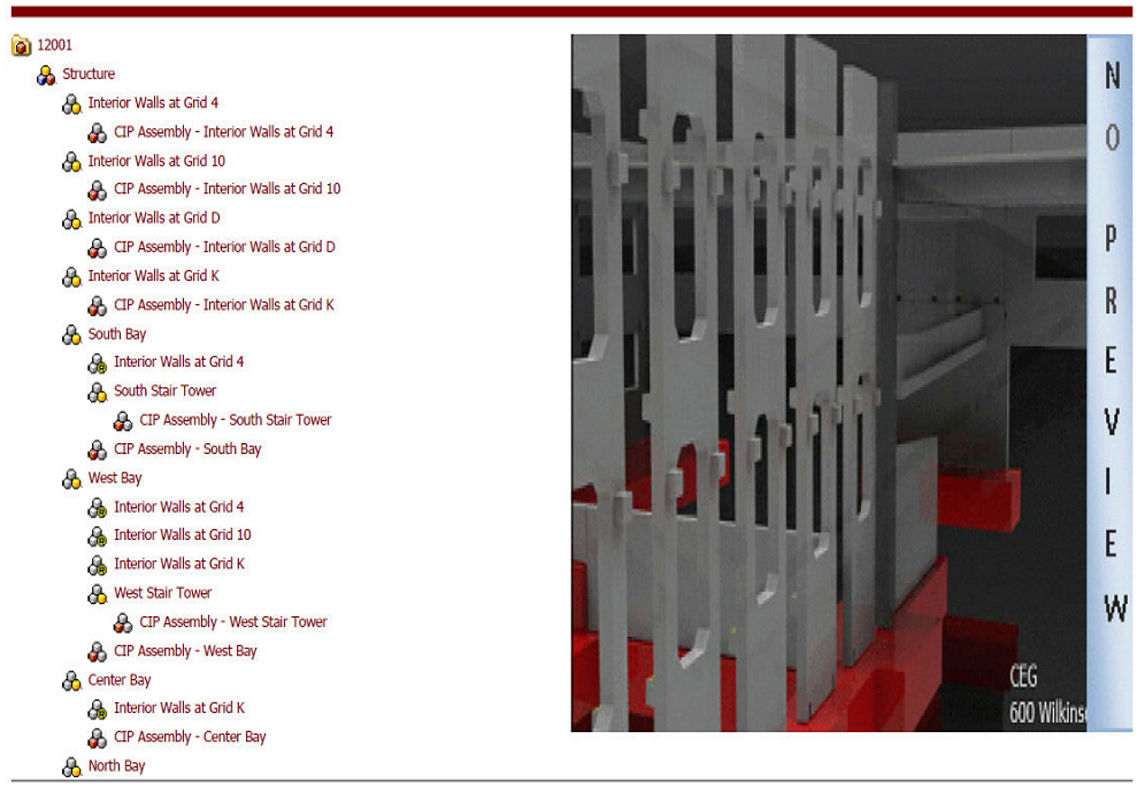 12001
Structure
Interior Walls at Grid 4
CIP Assembly - Interior Walls at Grid 4
Interior Walls at Grid 10
CIP Assembly - Interior Walls at Grid 10
Interior Walls at Grid D
CIP Assembly - Interior Walls at Grid D
Interior Walls at Grid K
CIP Assembly - Interior Walls at Grid K
South Bay
Interior Walls at Grid 4
South Stair Tower
CIP Assembly - South Stair Tower
CIP Assembly - South Bay
West Bay
Interior Walls at Grid 4
Interior Walls at Grid 10
Interior Walls at Grid K
West Stair Tower
CIP Assembly - West Stair Tower
CIP Assembly - West Bay
Center Bay
Interior Walls at Grid K
CIP Assembly - Center Bay
North Bay
CEG
600 Wilkins
NO PREVIEW